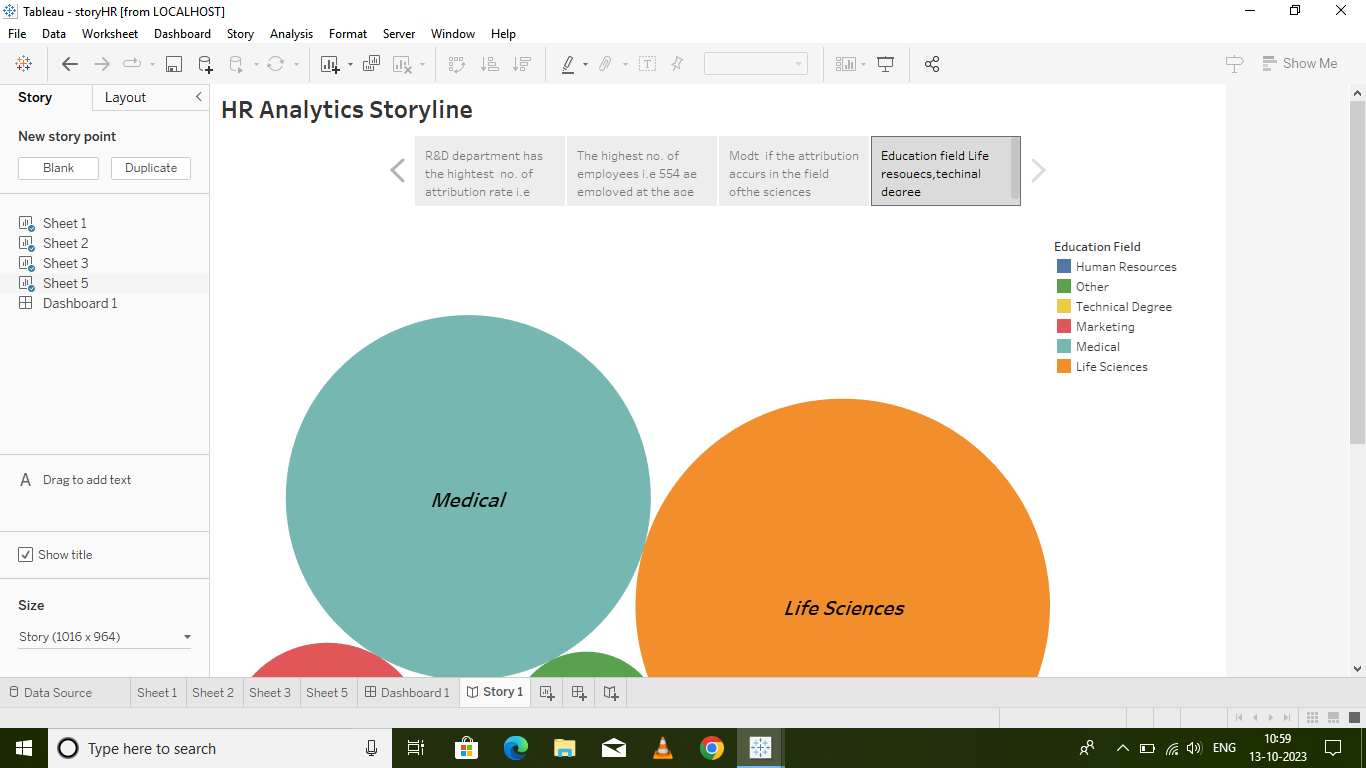 Tableau - storyHR [from LOCALHOST]
File Data Worksheet Dashboard Story Analysis Format Server Window Help
Show Me
Story Layout
New story point
Blank Duplicate
Sheet 1
Sheet 2
Sheet 3
Sheet 5
Dashboard 1
A Drag to add text
Show title
Size
Story (1016 x 964)
HR Analytics Storyline
R&D department has
the hightest no. of
attribution rate i.e
The highest no. of
employees i.e 554 ae
employed at the age
Modt if the attribution
accurs in the field
ofthe sciences
Education field Life
resouecs,techinal
degree
Education Field
Human Resources
Other
Technical Degree
Marketing
Medical
Life Sciences
Medical
Life Sciences
Data Source Sheet 1 Sheet 2 Sheet 3 Sheet 5 Dashboard 1 Story 1
Type here to search
ENG
10:59
13-10-2023